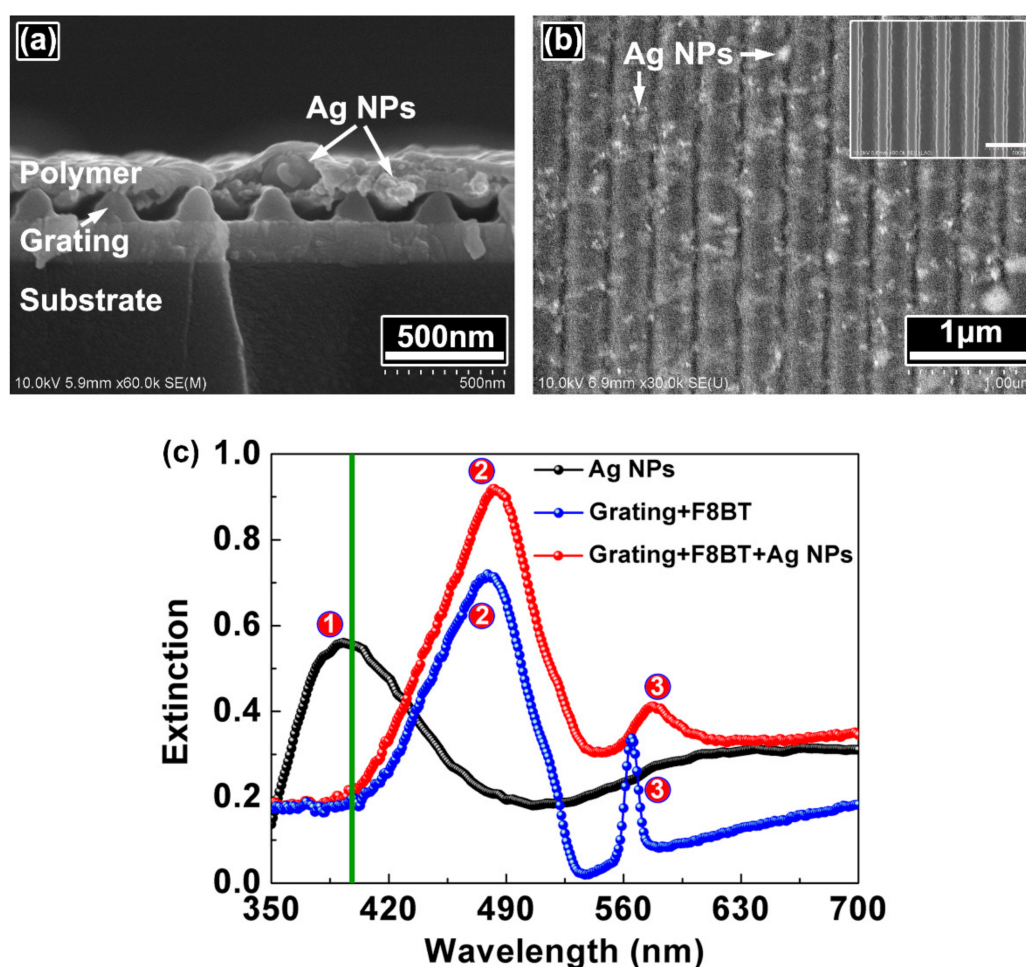 (a)
Ag NPs
Polymer
Grating
Substrate
500nm
10.0kV 5.9mm x60.0k SE(M)
500nm
(b)
Ag NPs
1µm
10.0kV 6.9mm x30.0k SE(U)
1.00um
(c)
1.0
0.8
0.6
0.4
0.2
0.0
Extinction
1
2
2
3
3
Ag NPs
Grating+F8BT
Grating+F8BT+Ag NPs
350 420 490 560 630 700
Wavelength (nm)